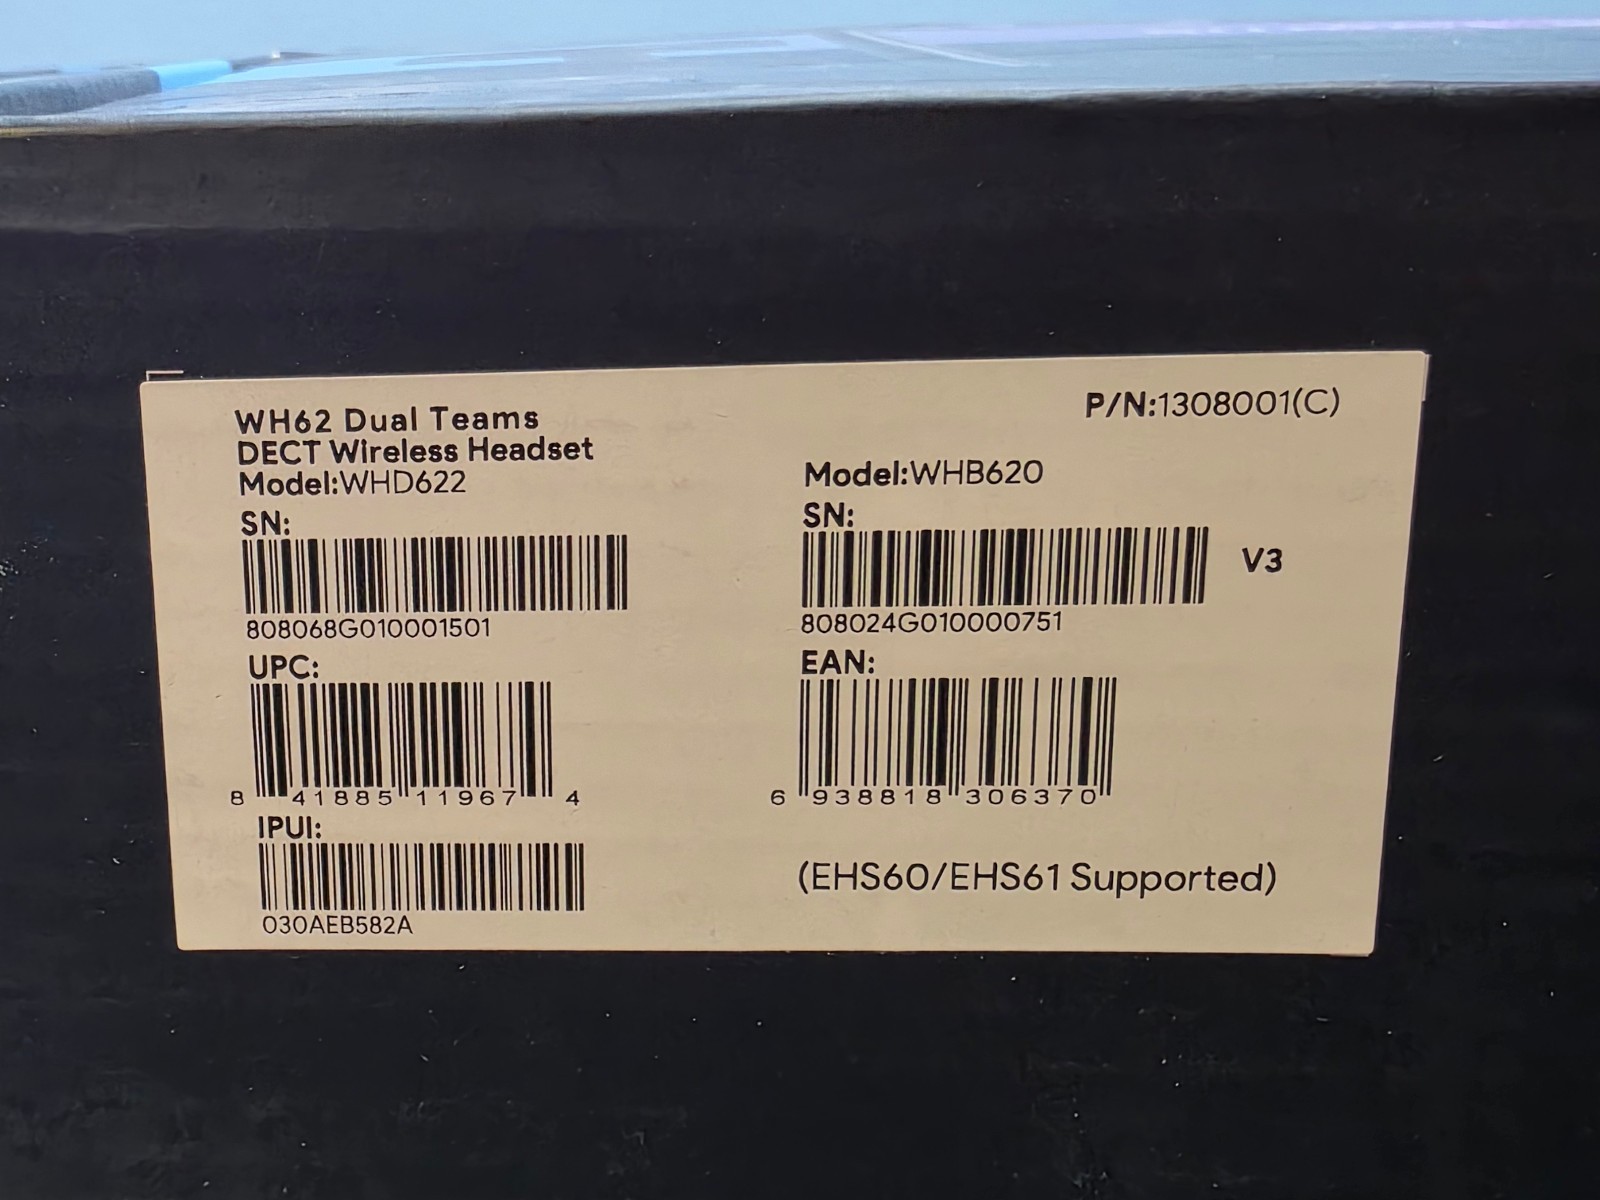 WH62 Dual Teams
DECT Wireless Headset
Model:WHD622
SN:
808068G010001501
UPC:
8 41885 11967 4
IPUI:
030AEB582A
P/N:1308001(C)
Model:WHB620
SN:
V3
808024G010000751
EAN:
6 938818 306370
(EHS60/EHS61 Supported)